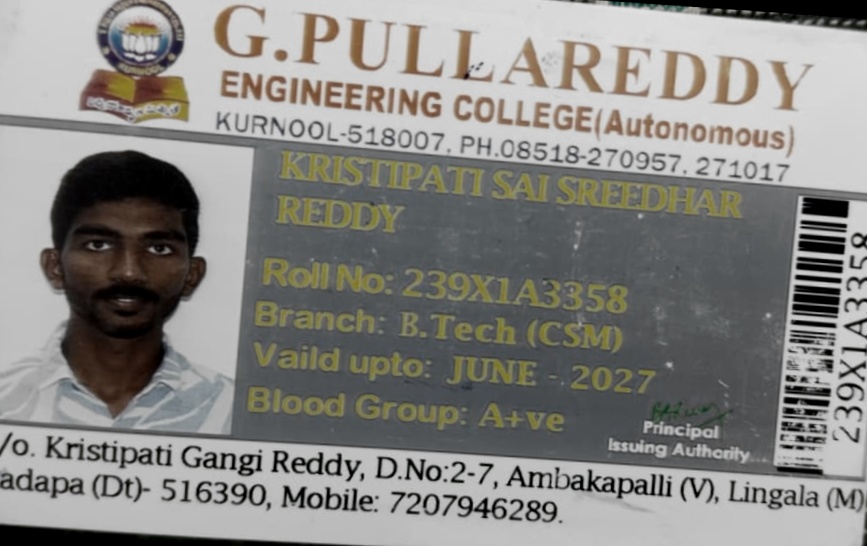 G.PULLAREDDY
ENGINEERING COLLEGE(Autonomous)
KURNOOL-518007. PH.08518-270957, 271017
KURNOOL
KRISTIPATI SAI SREEDHAR
REDDY
Roll No: 239X1A3358
Branch: B.Tech (CSM)
Vaild upto: JUNE - 2027
Blood Group: A+ve
Principal
Issuing Authority
239X1A3358
/o. Kristipati Gangi Reddy, D.No:2-7, Ambakapalli (V), Lingala (M)
adapa (Dt)- 516390, Mobile: 7207946289.